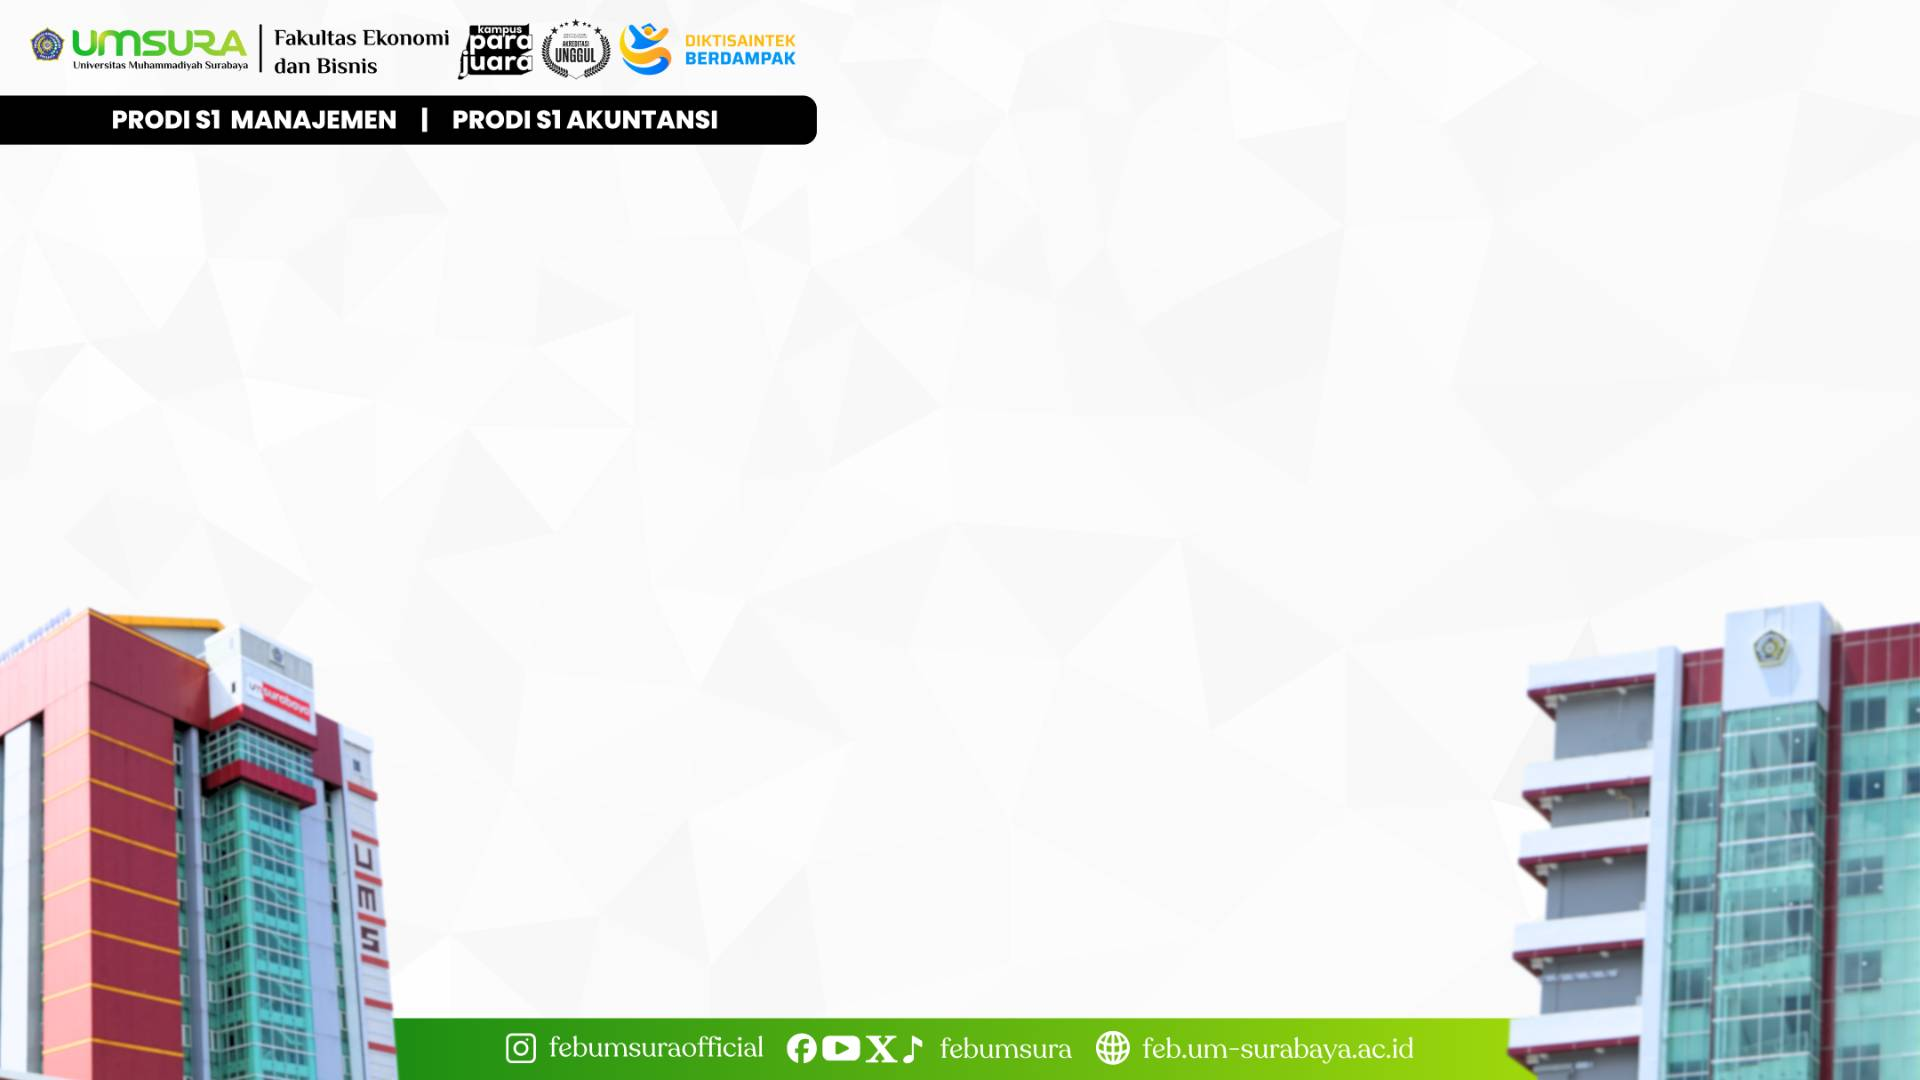 UMSURA
Universitas Muhammadiyah Surabaya
Fakultas Ekonomi
dan Bisnis
kampus
para
juara
AKREDITASI
UNGGUL
DIKTISAINTEK
BERDAMPAK
PRODI S1 MANAJEMEN | PRODI S1 AKUNTANSI
umsurabaya
UMS
febumsuraofficial
febumsura
feb.um-surabaya.ac.id